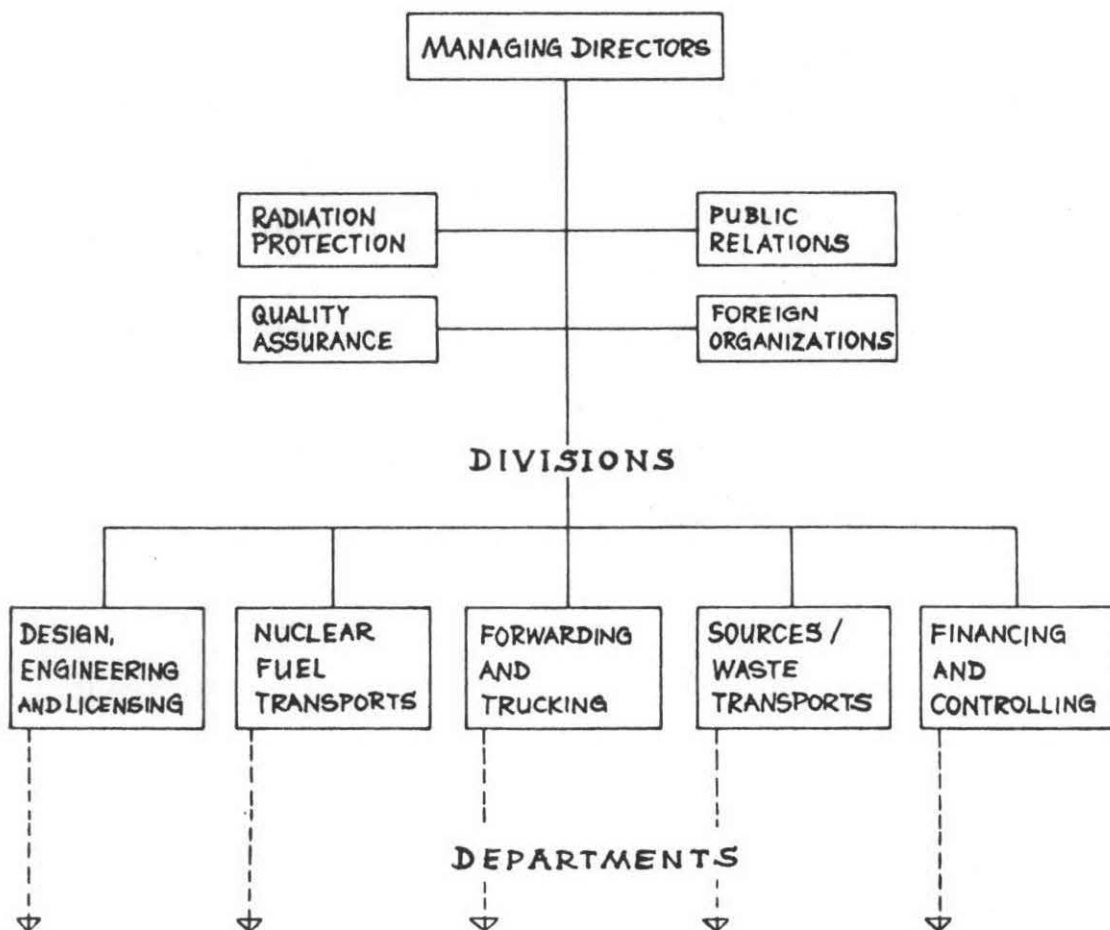 MANAGING DIRECTORS
RADIATION
PROTECTION
PUBLIC
RELATIONS
QUALITY
ASSURANCE
FOREIGN
ORGANIZATIONS
DIVISIONS
DESIGN,
ENGINEERING
AND LICENSING
NUCLEAR
FUEL
TRANSPORTS
FORWARDING
AND
TRUCKING
SOURCES/
WASTE
TRANSPORTS
FINANCING
AND
CONTROLLING
DEPARTMENTS